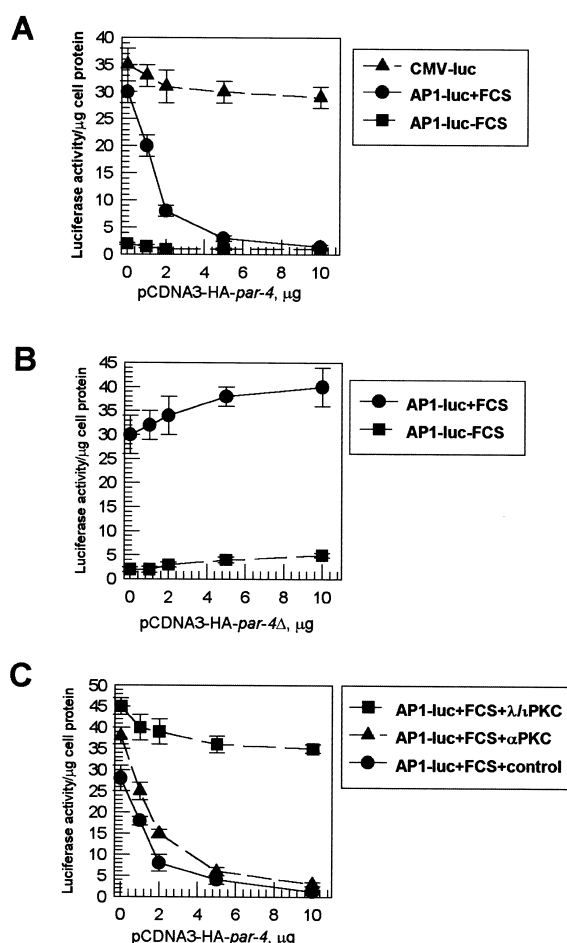 A
Luciferase activity/µg cell protein
40
35
30
25
20
15
10
5
0
0 2 4 6 8 10
pCDNA3-HA-par-4, µg
CMV-luc
AP1-luc+FCS
AP1-luc-FCS
B
Luciferase activity/µg cell protein
45
40
35
30
25
20
15
10
5
0
0 2 4 6 8 10
pCDNA3-HA-par-4Δ, µg
AP1-luc+FCS
AP1-luc-FCS
C
Luciferase activity/µg cell protein
50
45
40
35
30
25
20
15
10
5
0
0 2 4 6 8 10
pCDNA3-HA-par-4, µg
AP1-luc+FCS+λ/ιPKC
AP1-luc+FCS+αPKC
AP1-luc+FCS+control